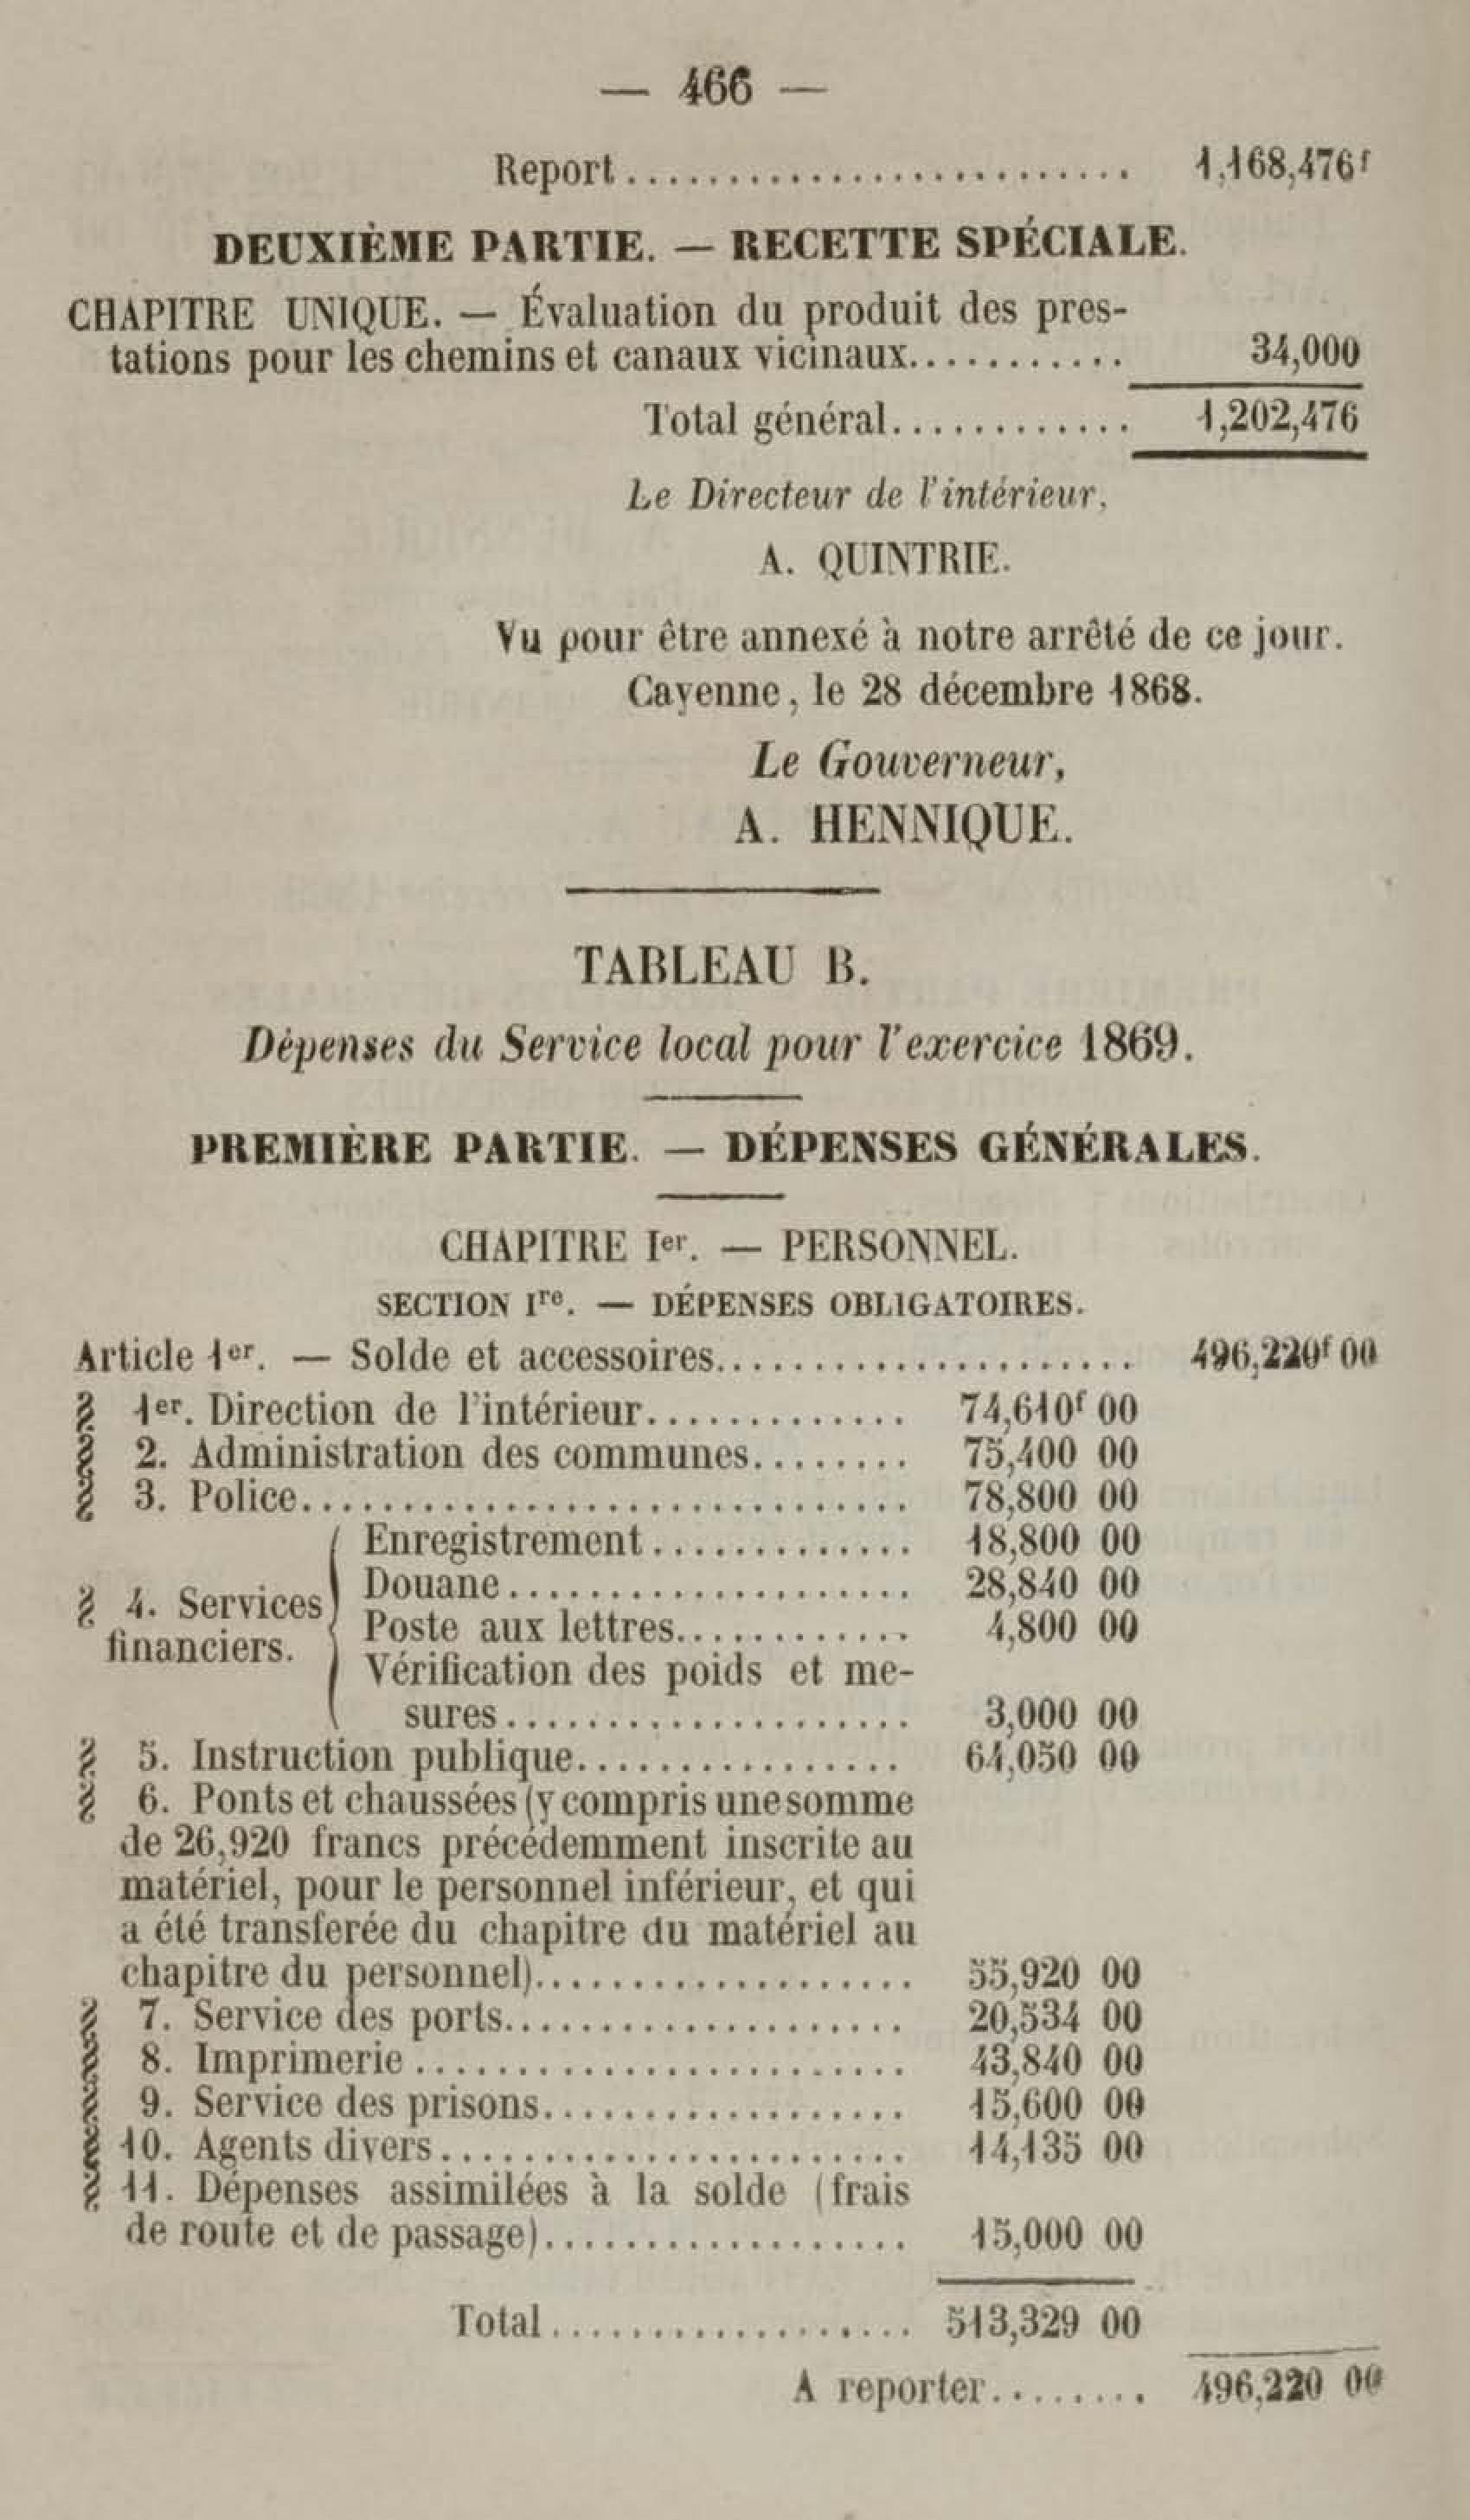 — 466 —
Report........................... 1,168,476f
DEUXIÈME PARTIE. — RECETTE SPÉCIALE.
CHAPITRE UNIQUE. — Évaluation du produit des pres-
tations pour les chemins et canaux vicinaux........... 34,000
Total général............ 1,202,476
Le Directeur de l'intérieur,
A. QUINTRIE.
Vu pour être annexé à notre arrêté de ce jour.
Cayenne, le 28 décembre 1868.
Le Gouverneur,
A. HENNIQUE.
TABLEAU B.
Dépenses du Service local pour l'exercice 1869.
PREMIÈRE PARTIE. — DÉPENSES GÉNÉRALES.
CHAPITRE Ier. — PERSONNEL.
SECTION Ire. — DÉPENSES OBLIGATOIRES.
Article 1er. — Solde et accessoires..................... 496,220f 00
§ 1er. Direction de l'intérieur............. 74,610f 00
§ 2. Administration des communes........ 75,400 00
§ 3. Police.............................. 78,800 00
Enregistrement............. 18,800 00
Douane.................... 28,840 00
§ 4. Services
Poste aux lettres............ 4,800 00
financiers.
Vérification des poids et me-
sures.................... 3,000 00
§ 5. Instruction publique................ 64,050 00
§ 6. Ponts et chaussées (y compris une somme
de 26,920 francs précédemment inscrite au
matériel, pour le personnel inférieur, et qui
a été transferée du chapitre du matériel au
chapitre du personnel)................... 55,920 00
§ 7. Service des ports.................... 20,534 00
§ 8. Imprimerie......................... 43,840 00
§ 9. Service des prisons.................. 15,600 00
§ 10. Agents divers....................... 14,135 00
§ 11. Dépenses assimilées à la solde (frais
de route et de passage).................. 15,000 00
Total.................. 513,329 00
A reporter........ 496,220 00